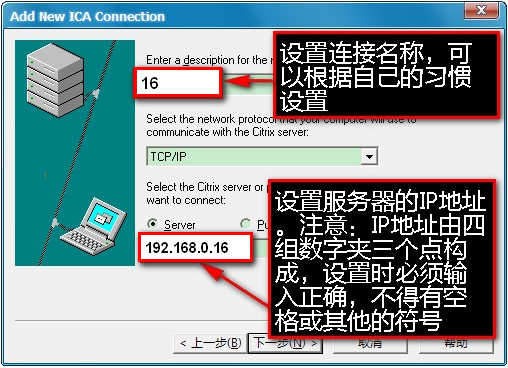 Add New ICA Connection
Enter a description for the
设置连接名称，可
以根据自己的习惯
设置
16
Select the network protocol that your computer will use to
communicate with the Citrix server:
TCP/IP
Select the Citrix server or
want to connect:
Server
设置服务器的IP地址
。注意：IP地址由四
组数字夹三个点构
成，设置时必须输
入正确，不得有空
格或其他的符号
192.168.0.16
< 上一步(B)
下一步(N) >
取消
帮助